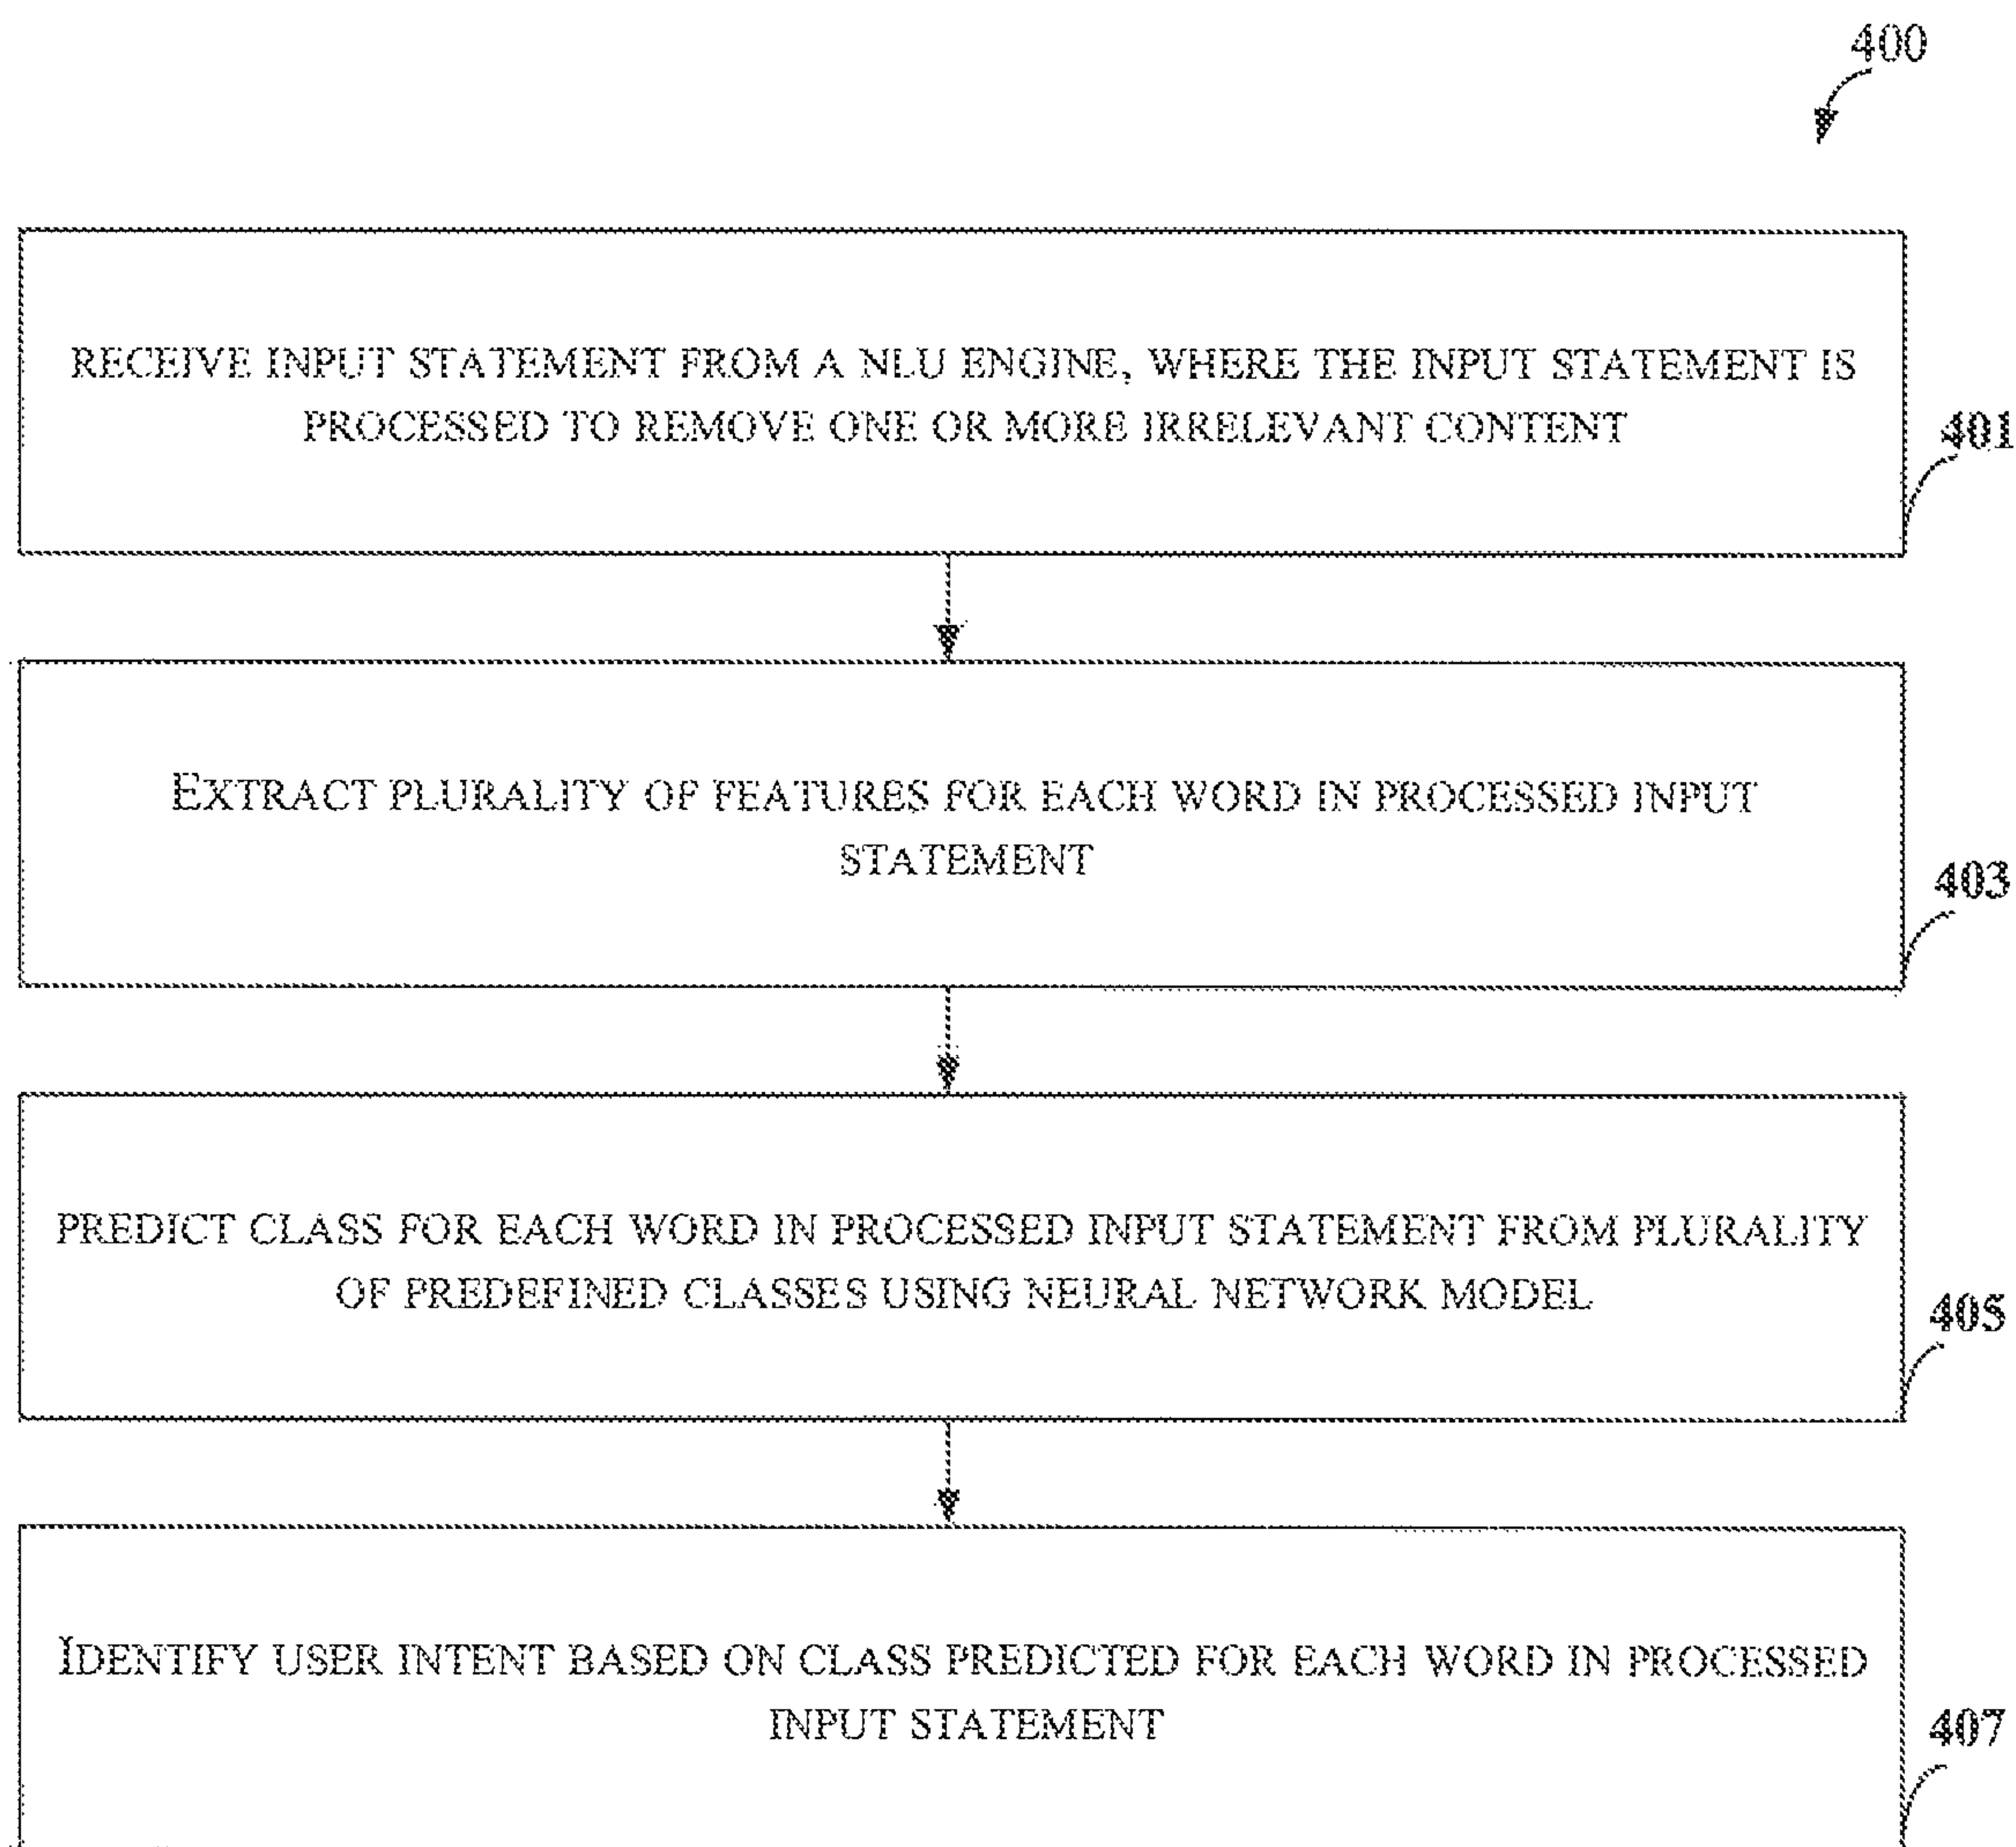 400
RECEIVE INPUT STATEMENT FROM A NLU ENGINE, WHERE THE INPUT STATEMENT IS
PROCESSED TO REMOVE ONE OR MORE IRRELEVANT CONTENT
401
EXTRACT PLURALITY OF FEATURES FOR EACH WORD IN PROCESSED INPUT
STATEMENT
403
PREDICT CLASS FOR EACH WORD IN PROCESSED INPUT STATEMENT FROM PLURALITY
OF PREDEFINED CLASSES USING NEURAL NETWORK MODEL
405
IDENTIFY USER INTENT BASED ON CLASS PREDICTED FOR EACH WORD IN PROCESSED
INPUT STATEMENT
407